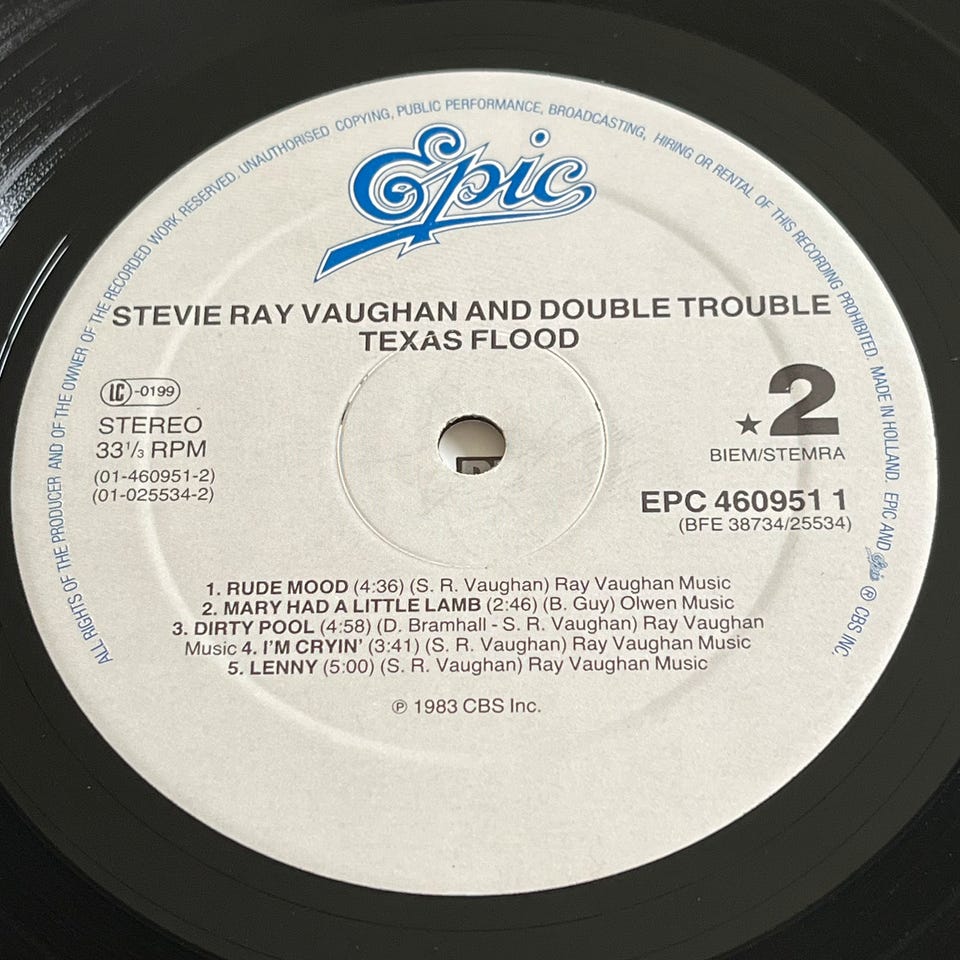 ALL RIGHTS OF THE PRODUCER AND OF THE OWNER OF THE RECORDED WORK RESERVED. UNAUTHORISED COPYING, PUBLIC PERFORMANCE, BROADCASTING, HIRING OR RENTAL OF THIS RECORDING PROHIBITED. MADE IN HOLLAND. EPIC AND Epic ® CBS INC.
Epic
STEVIE RAY VAUGHAN AND DOUBLE TROUBLE
TEXAS FLOOD
LC-0199
STEREO
33 1/3 RPM
(01-460951-2)
(01-025534-2)
★2
BIEM/STEMRA
EPC 460951 1
(BFE 38734/25534)
1. RUDE MOOD (4:36) (S. R. Vaughan) Ray Vaughan Music
2. MARY HAD A LITTLE LAMB (2:46) (B. Guy) Olwen Music
3. DIRTY POOL (4:58) (D. Bramhall - S. R. Vaughan) Ray Vaughan
Music 4. I'M CRYIN' (3:41) (S. R. Vaughan) Ray Vaughan Music
5. LENNY (5:00) (S. R. Vaughan) Ray Vaughan Music
℗ 1983 CBS Inc.